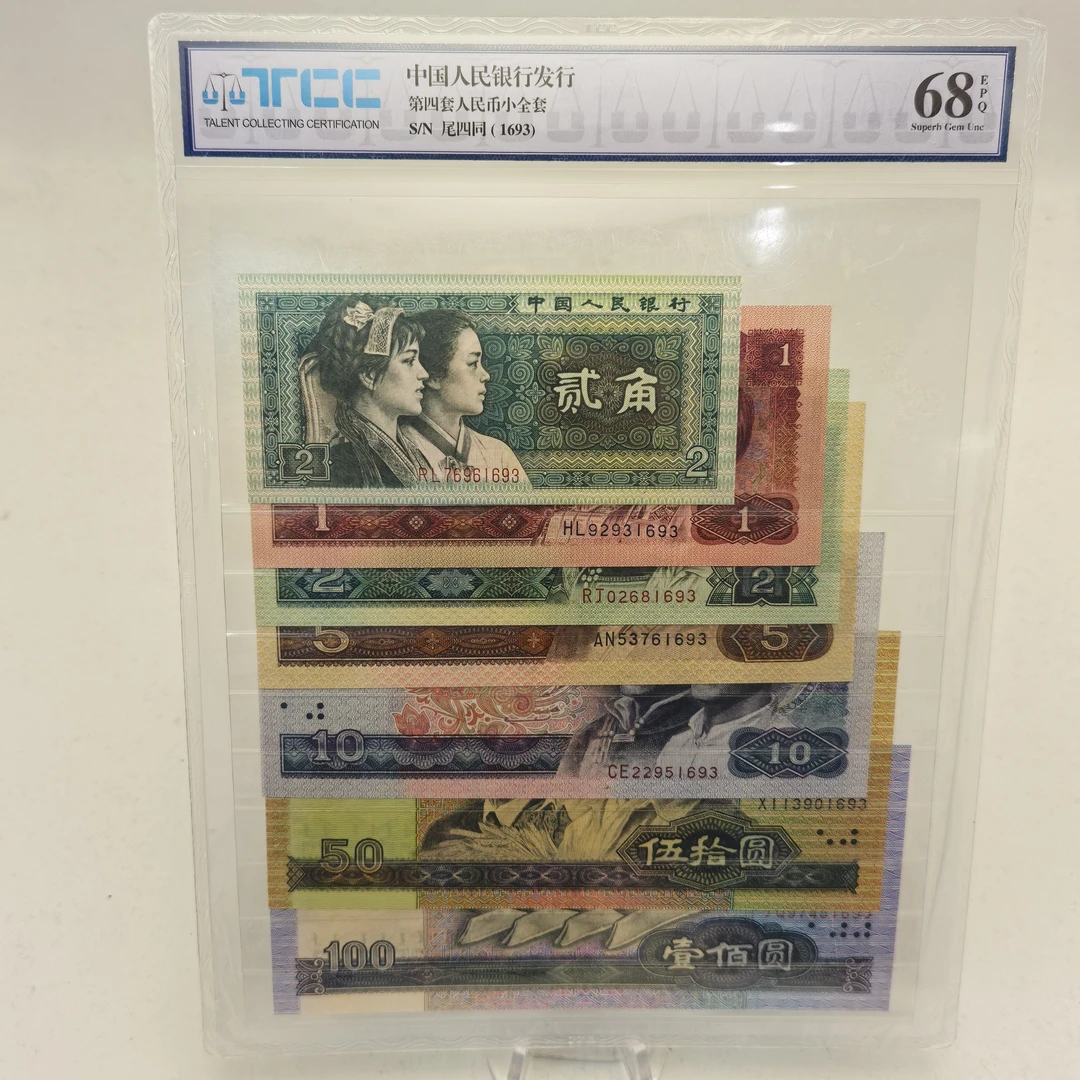 TCC
TALENT COLLECTING CERTIFICATION
中国人民银行发行
第四套人民币小全套
S/N 尾四同 ( 1693)
68 EPQ
Superb Gem Unc
中国人民银行
贰角
2
RL76961693
2
1
1
HL92931693
1
2
RJ02681693
2
5
AN53761693
5
10
CE22951693
10
XI113901693
50
伍拾圆
100
壹佰圆